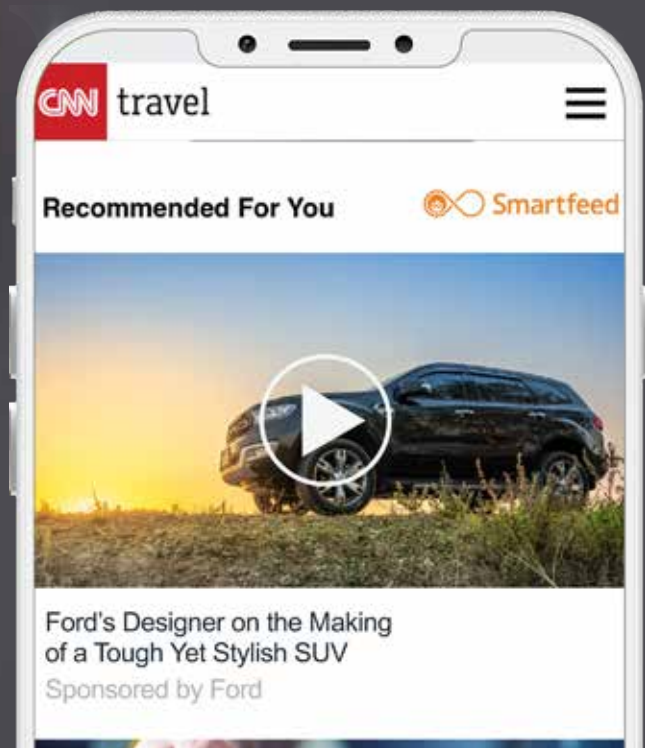 CNN travel
Recommended For You
Smartfeed
Ford's Designer on the Making
of a Tough Yet Stylish SUV
Sponsored by Ford